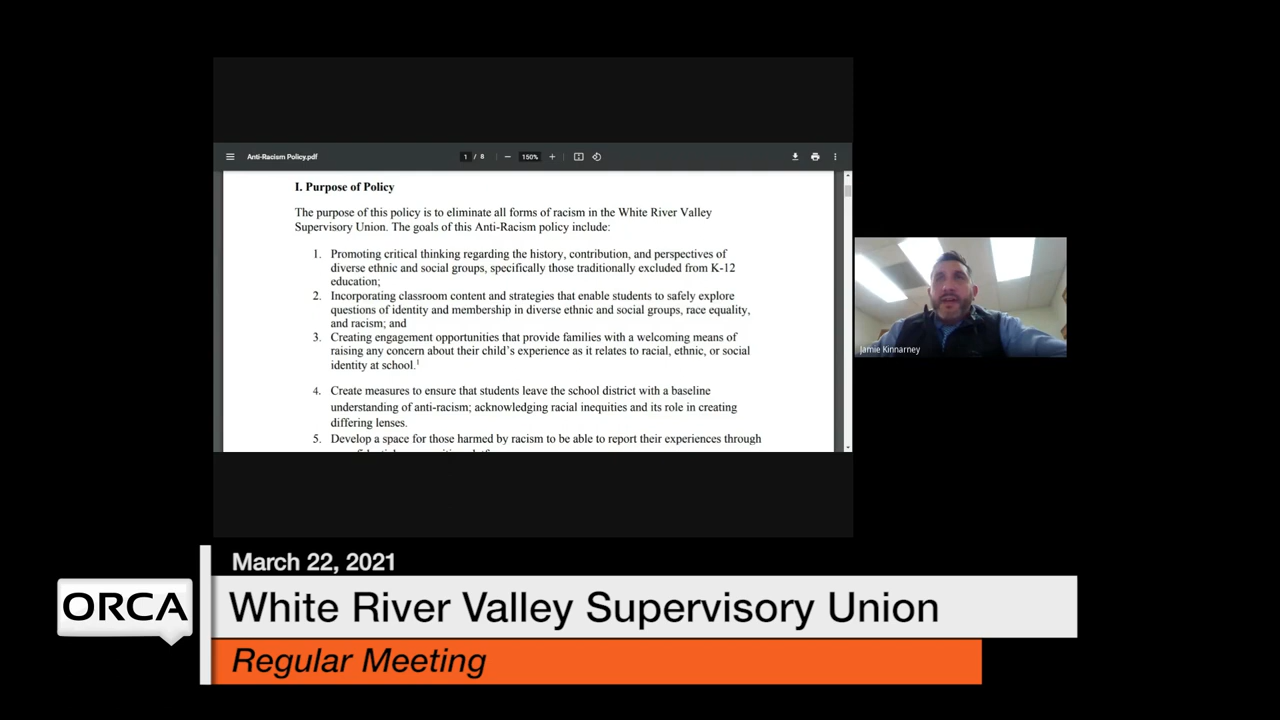 Anti-Racism Policy.pdf
1 / 8
150%
I. Purpose of Policy
The purpose of this policy is to eliminate all forms of racism in the White River Valley
Supervisory Union. The goals of this Anti-Racism policy include:
1. Promoting critical thinking regarding the history, contribution, and perspectives of
diverse ethnic and social groups, specifically those traditionally excluded from K-12
education;
2. Incorporating classroom content and strategies that enable students to safely explore
questions of identity and membership in diverse ethnic and social groups, race equality,
and racism; and
3. Creating engagement opportunities that provide families with a welcoming means of
raising any concern about their child's experience as it relates to racial, ethnic, or social
identity at school.1
4. Create measures to ensure that students leave the school district with a baseline
understanding of anti-racism; acknowledging racial inequities and its role in creating
differing lenses.
5. Develop a space for those harmed by racism to be able to report their experiences through
Jamie Kinnarney
March 22, 2021
ORCA
White River Valley Supervisory Union
Regular Meeting